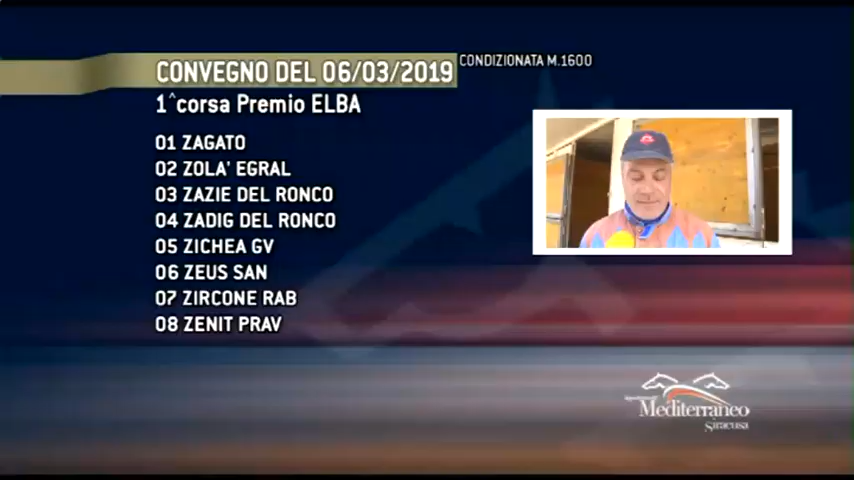 CONVEGNO DEL 06/03/2019
CONDIZIONATA M.1600
1^corsa Premio ELBA
01 ZAGATO
02 ZOLA' EGRAL
03 ZAZIE DEL RONCO
04 ZADIG DEL RONCO
05 ZICHEA GV
06 ZEUS SAN
07 ZIRCONE RAB
08 ZENIT PRAV
Mediterraneo
Siracusa